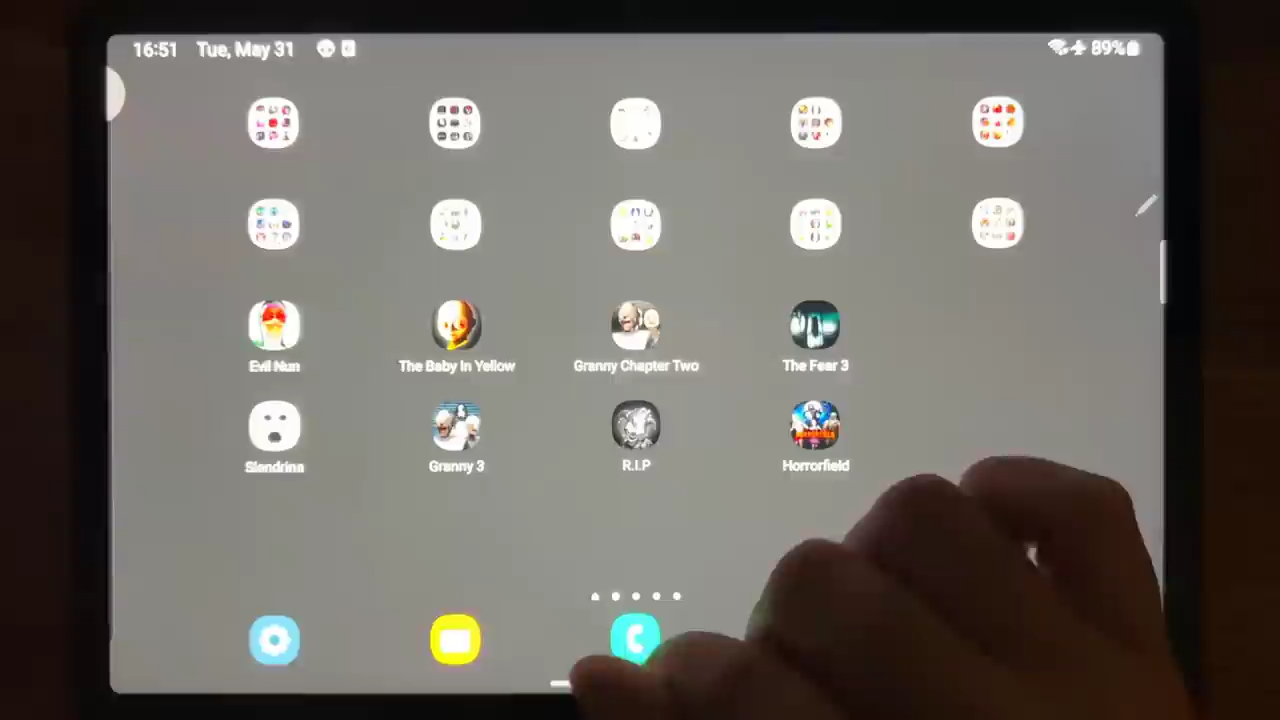 16:51 Tue, May 31 89%
Evil Nun The Baby In Yellow Granny Chapter Two The Fear 3
Slendrina Granny 3 R.I.P Horrorfield